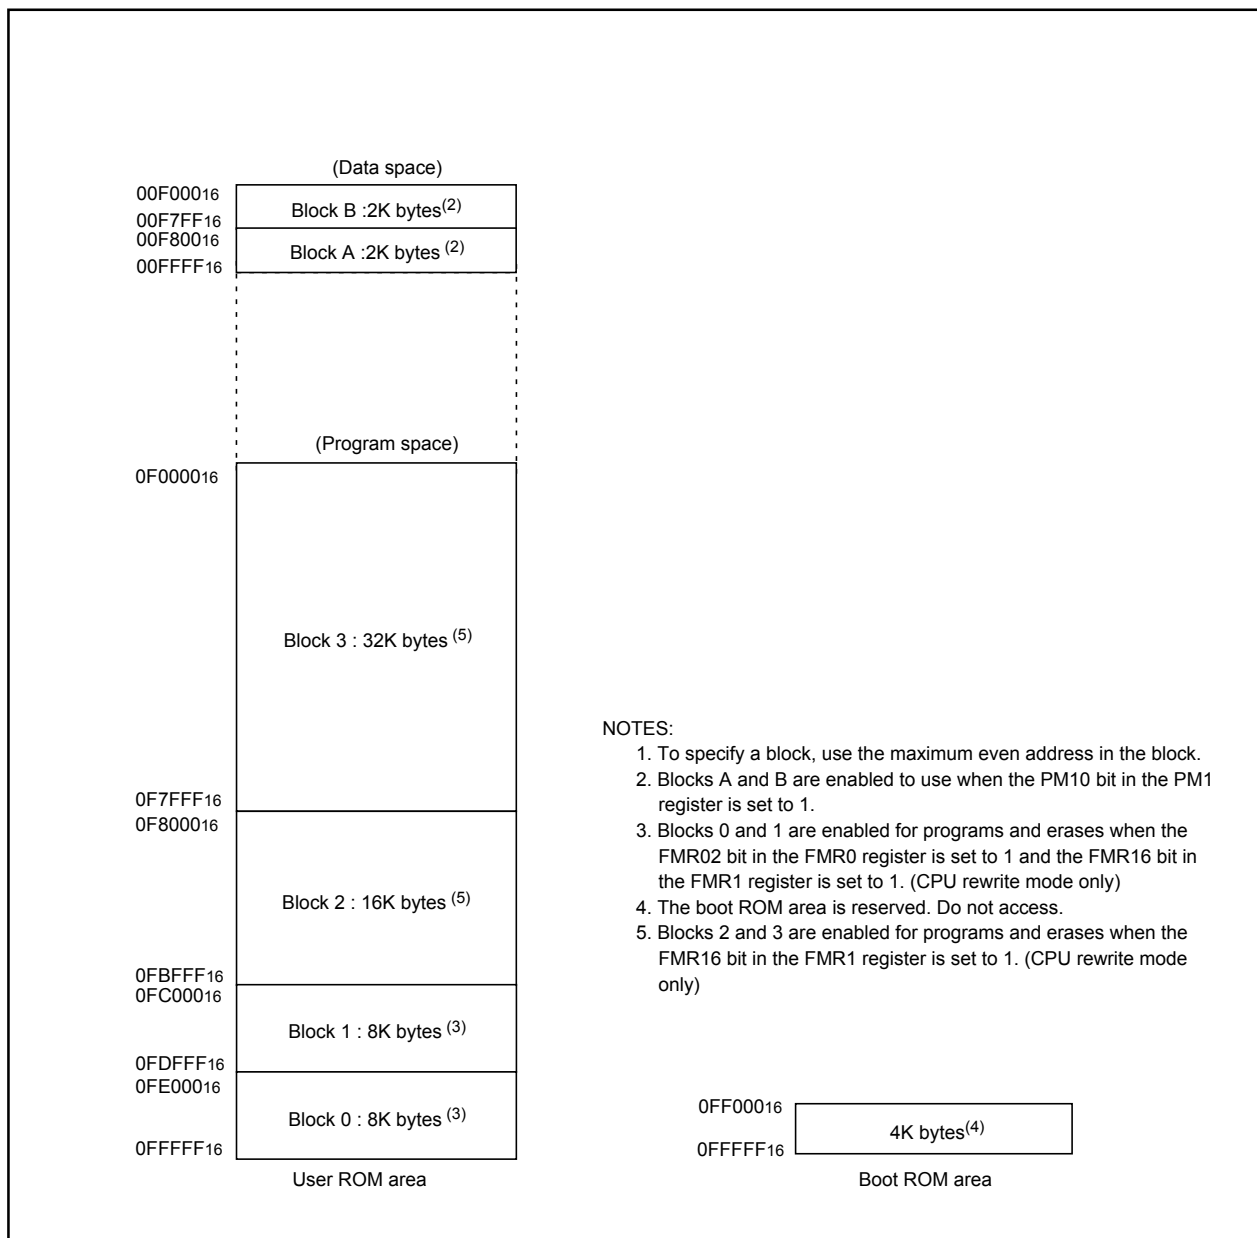 (Data space)
00F00016
Block B :2K bytes(2)
00F7FF16
00F80016
Block A :2K bytes (2)
00FFFF16
(Program space)
0F000016
Block 3 : 32K bytes (5)
0F7FFF16
0F800016
Block 2 : 16K bytes (5)
0FBFFF16
0FC00016
Block 1 : 8K bytes (3)
0FDFFF16
0FE00016
Block 0 : 8K bytes (3)
0FFFFF16
User ROM area
NOTES:
1. To specify a block, use the maximum even address in the block.
2. Blocks A and B are enabled to use when the PM10 bit in the PM1
register is set to 1.
3. Blocks 0 and 1 are enabled for programs and erases when the
FMR02 bit in the FMR0 register is set to 1 and the FMR16 bit in
the FMR1 register is set to 1. (CPU rewrite mode only)
4. The boot ROM area is reserved. Do not access.
5. Blocks 2 and 3 are enabled for programs and erases when the
FMR16 bit in the FMR1 register is set to 1. (CPU rewrite mode
only)
0FF00016
4K bytes(4)
0FFFFF16
Boot ROM area